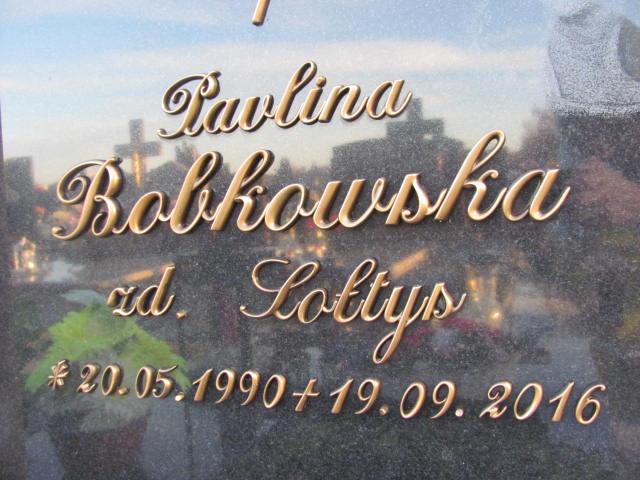 Pavlina
Bobkowska
zd. Sołtys
* 20.05.1990 + 19.09.2016